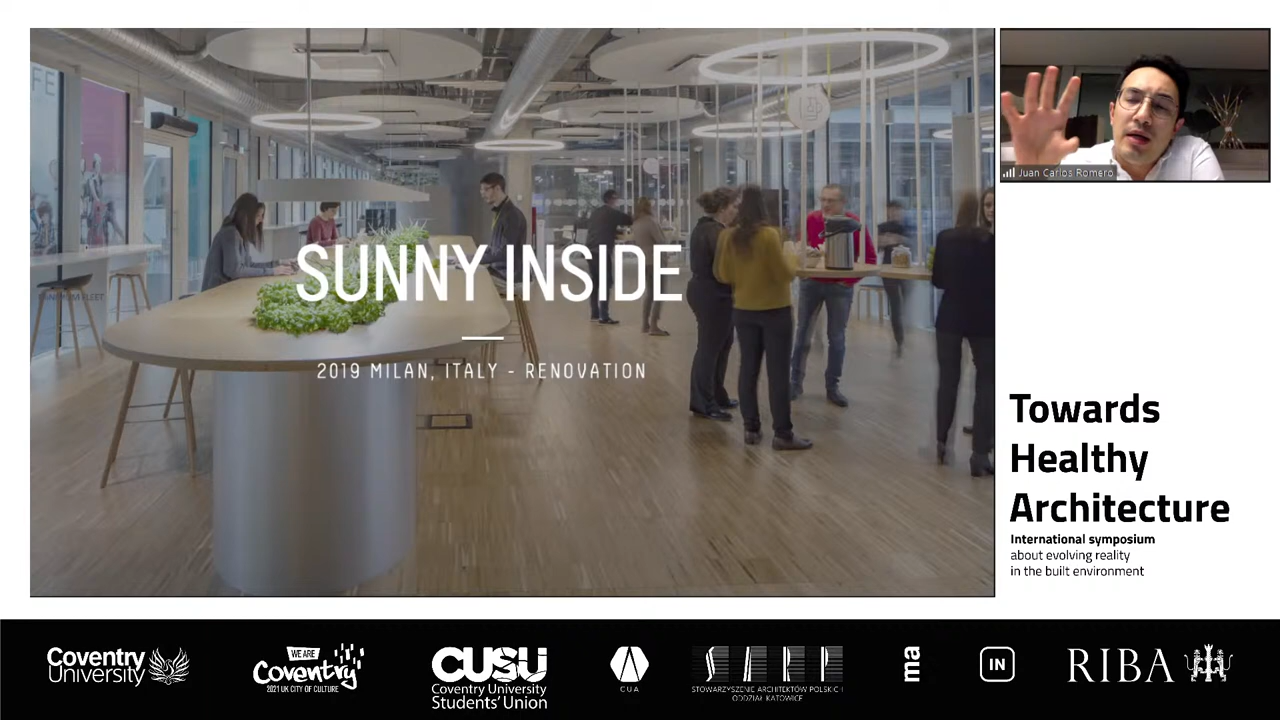 SUNNY INSIDE
2019 MILAN, ITALY - RENOVATION
Juan Carlos Romero
Towards
Healthy
Architecture
International symposium
about evolving reality
in the built environment
Coventry
University
WE ARE
Coventry
2021 UK CITY OF CULTURE
CUSU
Coventry University
Students' Union
CUA
SARP
STOWARZYSZENIE ARCHITEKTÓW POLSKICH
ODDZIAŁ KATOWICE
ma
IN
RIBA